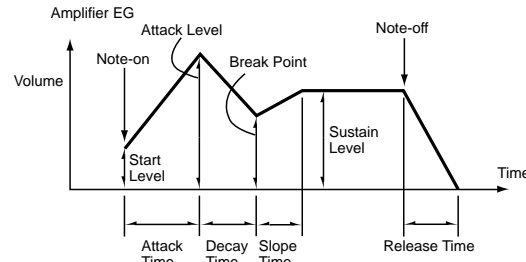 Amplifier EG
Attack Level
Note-off
Note-on
Break Point
Volume
Start
Level
Sustain
Level
Time
Attack
Time
Decay
Time
Slope
Time
Release Time